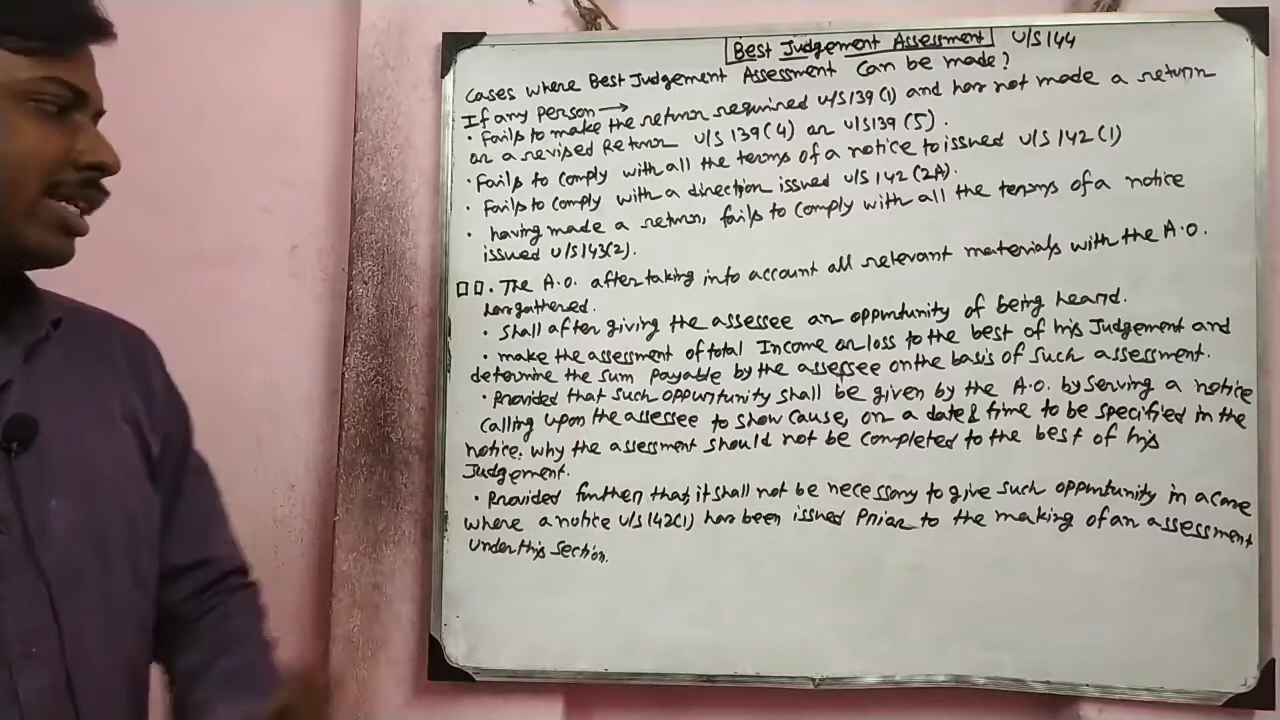 Best Judgement Assessment U/S 144
Cases where Best Judgement Assessment can be made?
If any person →
• Fails to make the return required U/S 139(1) and has not made a return
or a revised Return U/S 139(4) or U/S 139(5).
• Fails to comply with all the terms of a notice to issued U/S 142(1)
• Fails to comply with a direction issued U/S 142(2A).
• having made a return, fails to comply with all the terms of a notice
issued U/S 143(2).
□□. The A.O. after taking into account all relevant materials with the A.O.
has gathered.
• shall after giving the assessee an opportunity of being heard.
• make the assessment of total Income or loss to the best of his Judgement and
determine the sum payable by the assessee on the basis of such assessment.
• Provided that such oppurtunity shall be given by the A.O. by serving a notice
calling upon the assessee to show cause, on a date & time to be specified in the
notice. why the assessment should not be completed to the best of his
Judgement.
• Provided further that, it shall not be necessary to give such opportunity in a case
where a notice U/S 142(1) has been issued Prior to the making of an assessment
under this section.